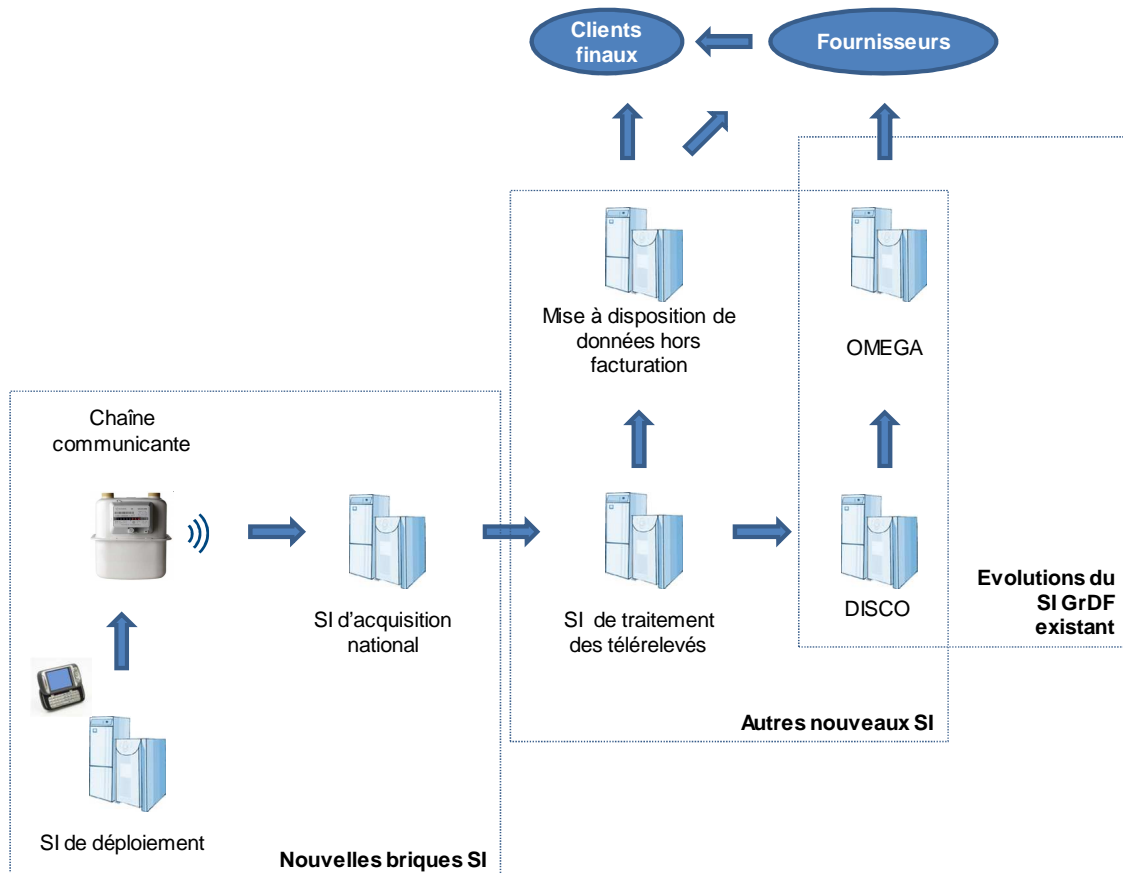 Clients
finaux
Fournisseurs
Mise à disposition de
données hors
facturation
OMEGA
Chaîne
communicante
SI d'acquisition
national
SI de traitement
des télérelevés
DISCO
Evolutions du
SI GrDF
existant
Autres nouveaux SI
SI de déploiement
Nouvelles briques SI